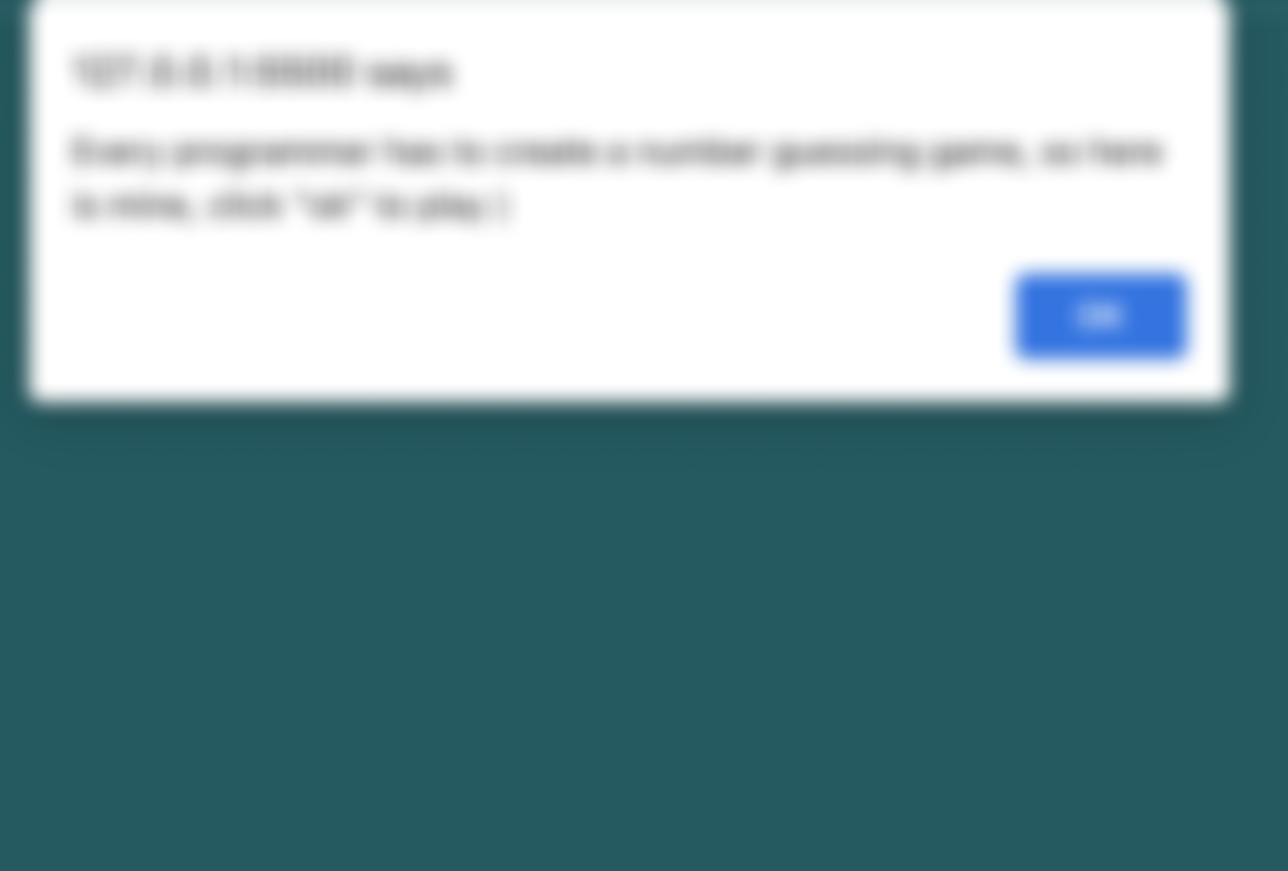 127.0.0.1:5500 says
Every programmer has to create a number guessing game, so here
is mine, click "ok" to play:)
OK